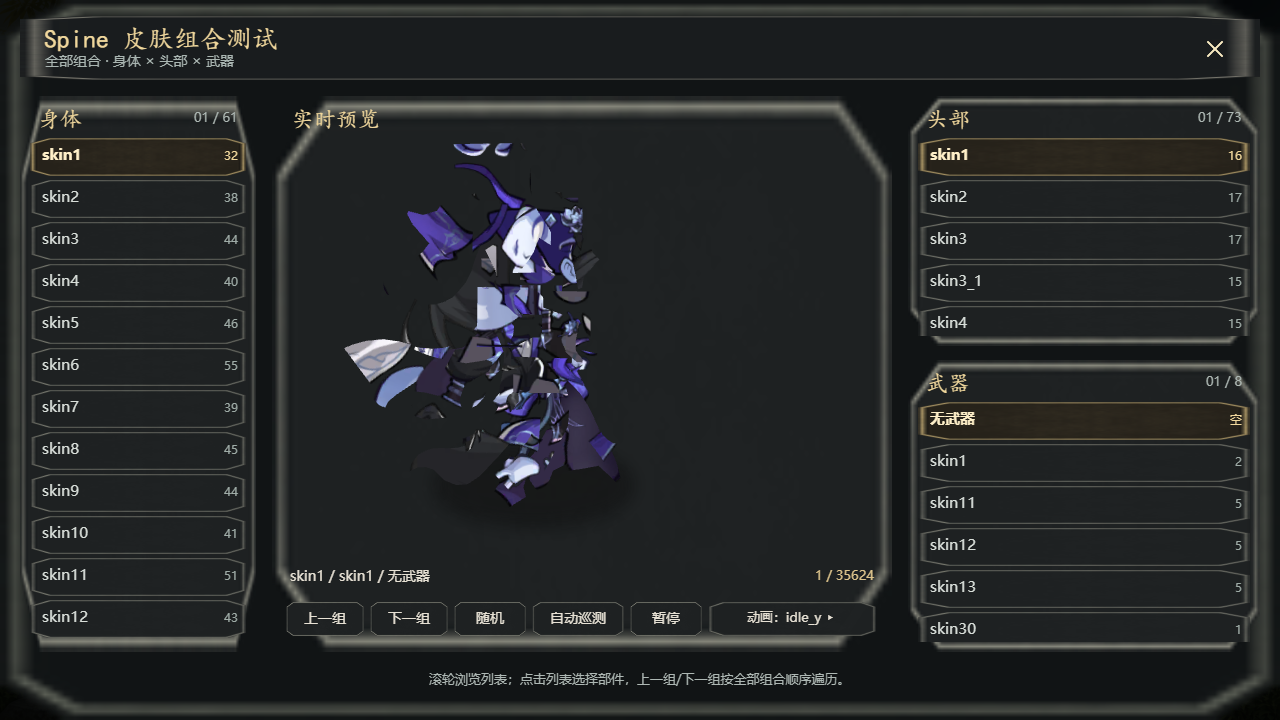 Spine 皮肤组合测试
全部组合 · 身体 × 头部 × 武器
身体 01 / 61
skin1 32
skin2 38
skin3 44
skin4 40
skin5 46
skin6 55
skin7 39
skin8 45
skin9 44
skin10 41
skin11 51
skin12 43
实时预览
skin1 / skin1 / 无武器 1 / 35624
上一组 下一组 随机 自动巡测 暂停 动画: idle_y ▸
头部 01 / 73
skin1 16
skin2 17
skin3 17
skin3_1 15
skin4 15
武器 01 / 8
无武器 空
skin1 2
skin11 5
skin12 5
skin13 5
skin30 1
滚轮浏览列表；点击列表选择部件，上一组/下一组按全部组合顺序遍历。